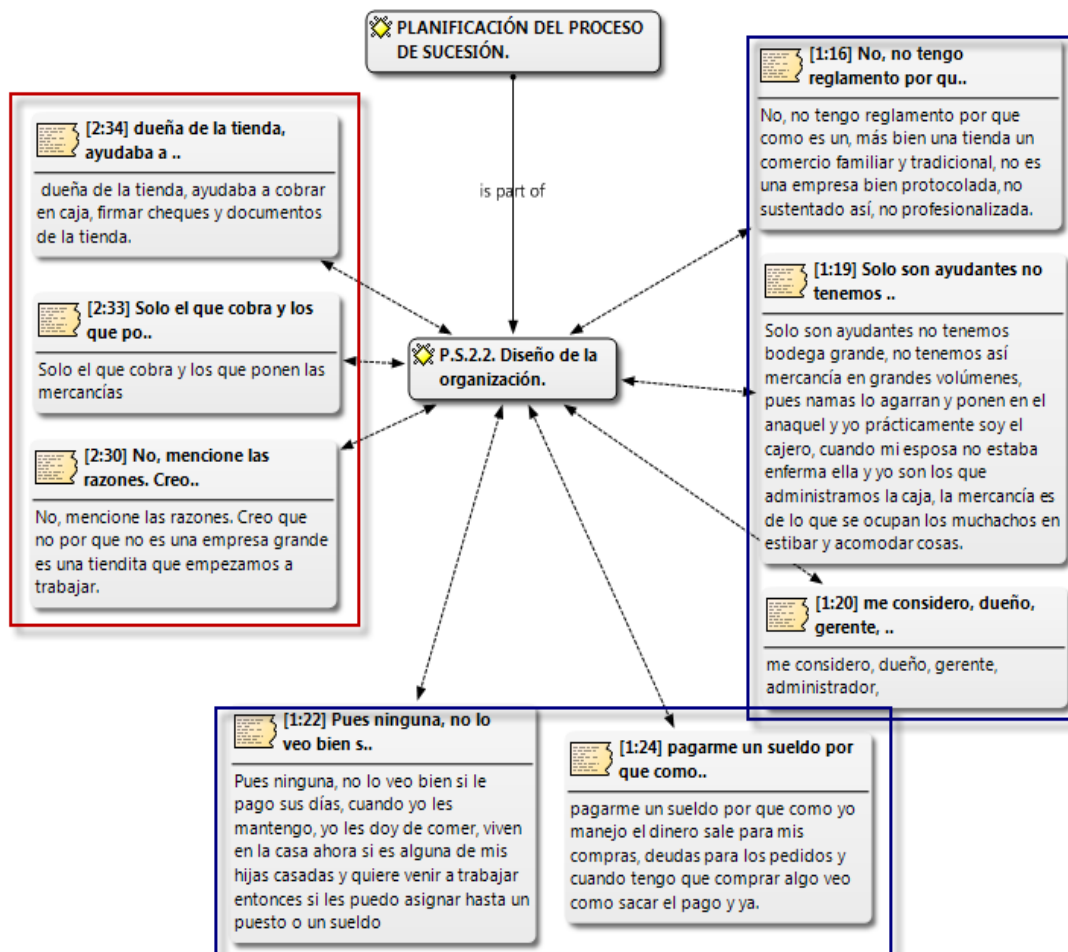 PLANIFICACIÓN DEL PROCESO
DE SUCESIÓN.
is part of
P.S.2.2. Diseño de la
organización.
[2:34] dueña de la tienda,
ayudaba a ..
dueña de la tienda, ayudaba a cobrar
en caja, firmar cheques y documentos
de la tienda.
[2:33] Solo el que cobra y los
que po..
Solo el que cobra y los que ponen las
mercancías
[2:30] No, mencione las
razones. Creo..
No, mencione las razones. Creo que
no por que no es una empresa grande
es una tiendita que empezamos a
trabajar.
[1:16] No, no tengo
reglamento por qu..
No, no tengo reglamento por que
como es un, más bien una tienda un
comercio familiar y tradicional, no es
una empresa bien protocolada, no
sustentado así, no profesionalizada.
[1:19] Solo son ayudantes no
tenemos ..
Solo son ayudantes no tenemos
bodega grande, no tenemos así
mercancía en grandes volúmenes,
pues namas lo agarran y ponen en el
anaquel y yo prácticamente soy el
cajero, cuando mi esposa no estaba
enferma ella y yo son los que
administramos la caja, la mercancía es
de lo que se ocupan los muchachos en
estibar y acomodar cosas.
[1:20] me considero, dueño,
gerente, ..
me considero, dueño, gerente,
administrador,
[1:22] Pues ninguna, no lo
veo bien s..
Pues ninguna, no lo veo bien si le
pago sus días, cuando yo les
mantengo, yo les doy de comer, viven
en la casa ahora si es alguna de mis
hijas casadas y quiere venir a trabajar
entonces si les puedo asignar hasta un
puesto o un sueldo
[1:24] pagarme un sueldo por
que como..
pagarme un sueldo por que como yo
manejo el dinero sale para mis
compras, deudas para los pedidos y
cuando tengo que comprar algo veo
como sacar el pago y ya.